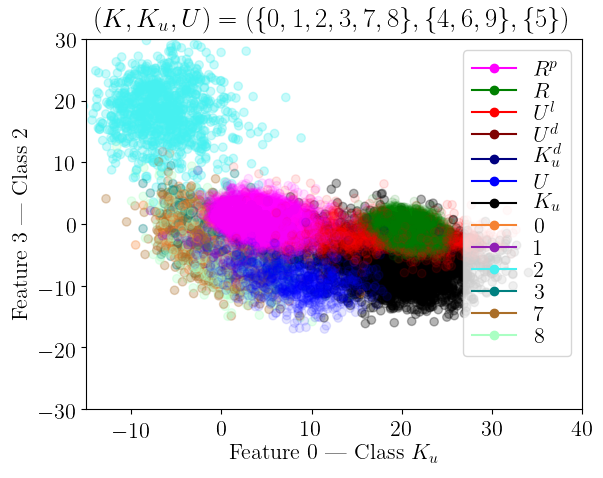 (K, K_u, U) = ({0, 1, 2, 3, 7, 8}, {4, 6, 9}, {5})
Feature 3 — Class 2
30
20
10
0
−10
−20
−30
−10 0 10 20 30 40
Feature 0 — Class K_u
R^p
R
U^l
U^d
K_u^d
U
K_u
0
1
2
3
7
8